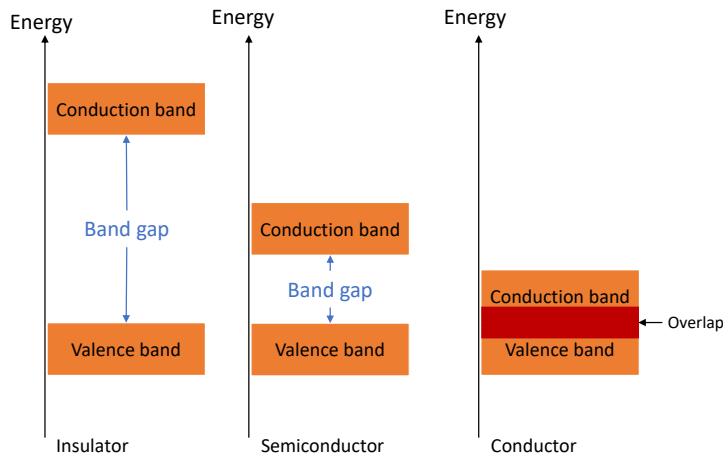 Energy
Conduction band
Band gap
Valence band
Insulator
Energy
Conduction band
Band gap
Valence band
Semiconductor
Energy
Conduction band
Overlap
Valence band
Conductor